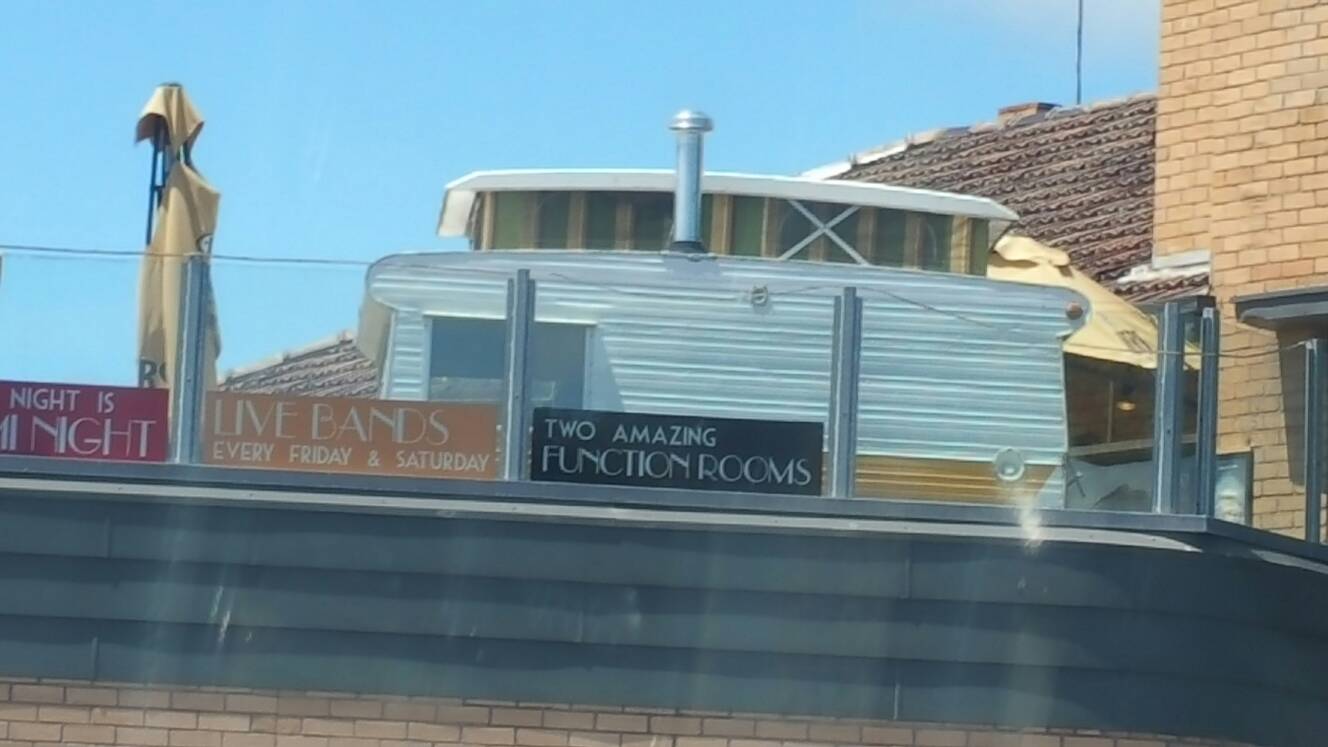 NIGHT IS
NIGHT
LIVE BANDS
EVERY FRIDAY & SATURDAY
TWO AMAZING
FUNCTION ROOMS